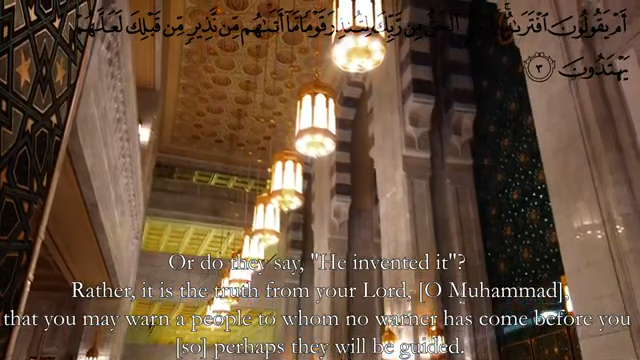 أَمْ يَقُولُونَ ٱفْتَرَىٰهُ ۚ بَلْ هُوَ ٱلْحَقُّ مِن رَّبِّكَ لِتُنذِرَ قَوْمًا مَّآ أَتَىٰهُم مِّن نَّذِيرٍ مِّن قَبْلِكَ لَعَلَّهُمْ
يَهْتَدُونَ ٣
Or do they say, "He invented it"?
Rather, it is the truth from your Lord, [O Muhammad],
that you may warn a people to whom no warner has come before you
[so] perhaps they will be guided.